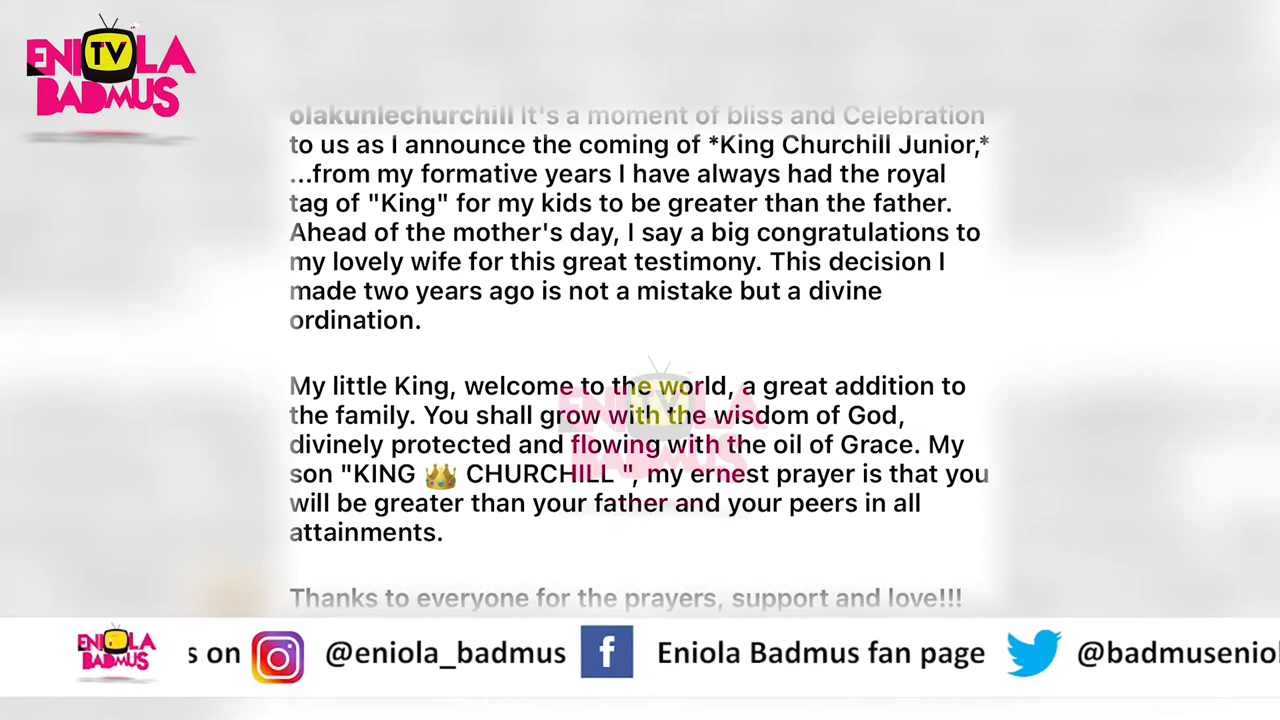 ENIOLA
TV
BADMUS
olakunlechurchill It's a moment of bliss and Celebration
to us as I announce the coming of *King Churchill Junior,*
...from my formative years I have always had the royal
tag of "King" for my kids to be greater than the father.
Ahead of the mother's day, I say a big congratulations to
my lovely wife for this great testimony. This decision I
made two years ago is not a mistake but a divine
ordination.
My little King, welcome to the world, a great addition to
the family. You shall grow with the wisdom of God,
divinely protected and flowing with the oil of Grace. My
son "KING 👑 CHURCHILL ", my ernest prayer is that you
will be greater than your father and your peers in all
attainments.
Thanks to everyone for the prayers, support and love!!!
ENIOLA
TV
BADMUS
ENIOLA
BADMUS
s on @eniola_badmus f Eniola Badmus fan page @badmuseniol